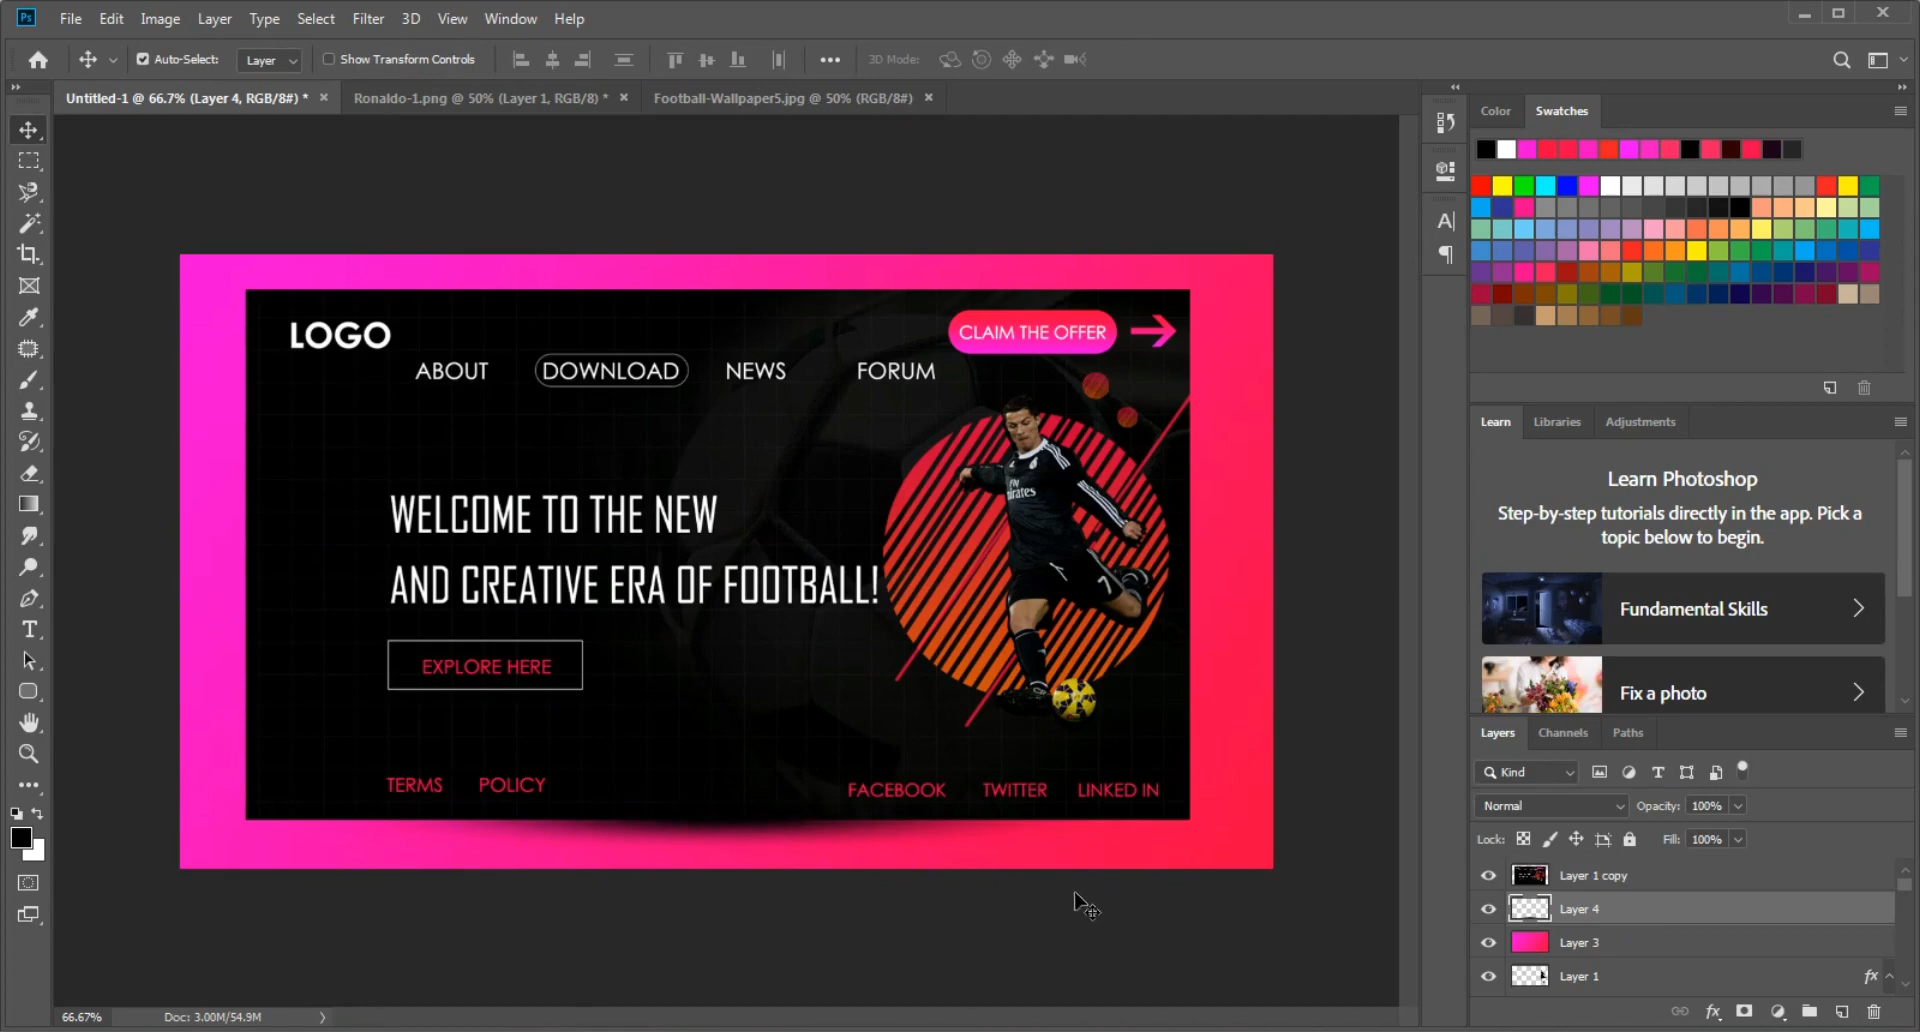 Ps File Edit Image Layer Type Select Filter 3D View Window Help
Auto-Select: Layer Show Transform Controls 3D Mode:
Untitled-1 @ 66.7% (Layer 4, RGB/8#) * Ronaldo-1.png @ 50% (Layer 1, RGB/8) * Football-Wallpaper5.jpg @ 50% (RGB/8#)
Color Swatches
LOGO
CLAIM THE OFFER
ABOUT DOWNLOAD NEWS FORUM
WELCOME TO THE NEW
AND CREATIVE ERA OF FOOTBALL!
EXPLORE HERE
TERMS POLICY
FACEBOOK TWITTER LINKED IN
Fly
Emirates
7
Learn Libraries Adjustments
Learn Photoshop
Step-by-step tutorials directly in the app. Pick a
topic below to begin.
Fundamental Skills
Fix a photo
Layers Channels Paths
Kind
Normal Opacity: 100%
Lock: Fill: 100%
Layer 1 copy
Layer 4
Layer 3
Layer 1 fx
66.67% Doc: 3.00M/54.9M
fx